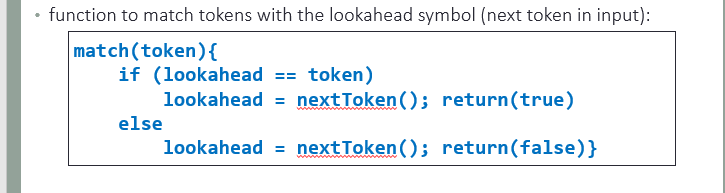 • function to match tokens with the lookahead symbol (next token in input):
match(token){
    if (lookahead == token)
        lookahead = nextToken(); return(true)
    else
        lookahead = nextToken(); return(false)}